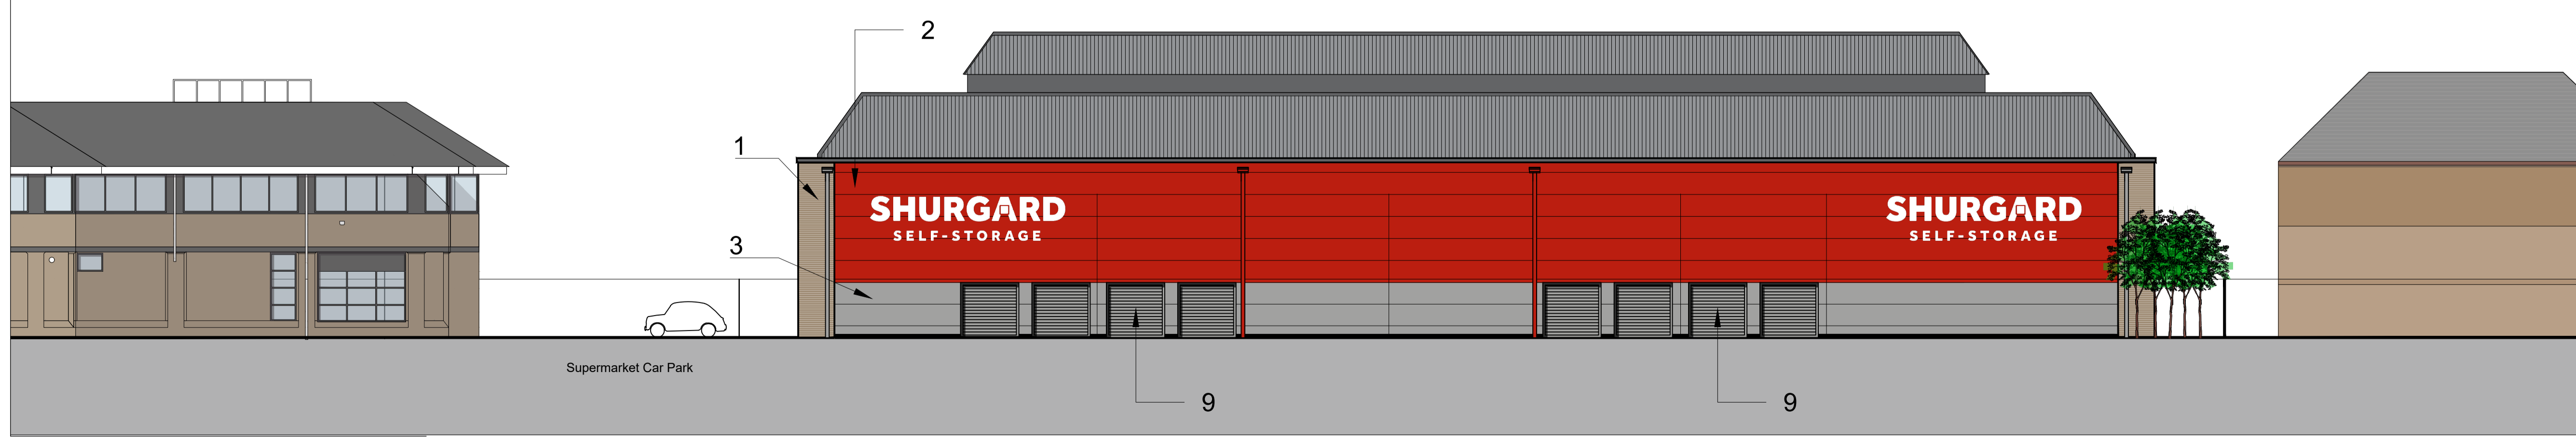 2
1
SHURGARD
SELF-STORAGE
SHURGARD
SELF-STORAGE
3
Supermarket Car Park
9
9